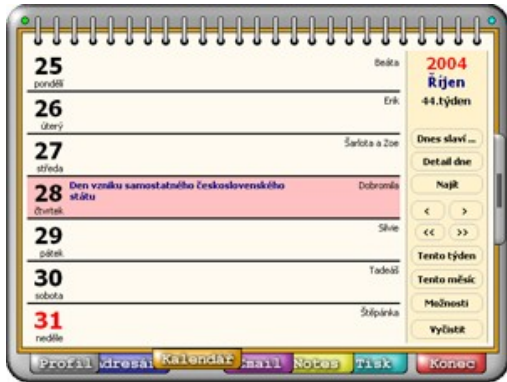 25
pondělí
Beáta
26
úterý
Erik
27
středa
Šarlota a Zoe
28
čtvrtek
Den vzniku samostatného československého
státu
Dobromila
29
pátek
Silvie
30
sobota
Tadeáš
31
neděle
Štěpánka
2004
Říjen
44.týden
Dnes slaví ...
Detail dne
Najít
< >
<< >>
Tento týden
Tento měsíc
Možnosti
Vyčistit
Profil Kalendář Notes Tisk Konec